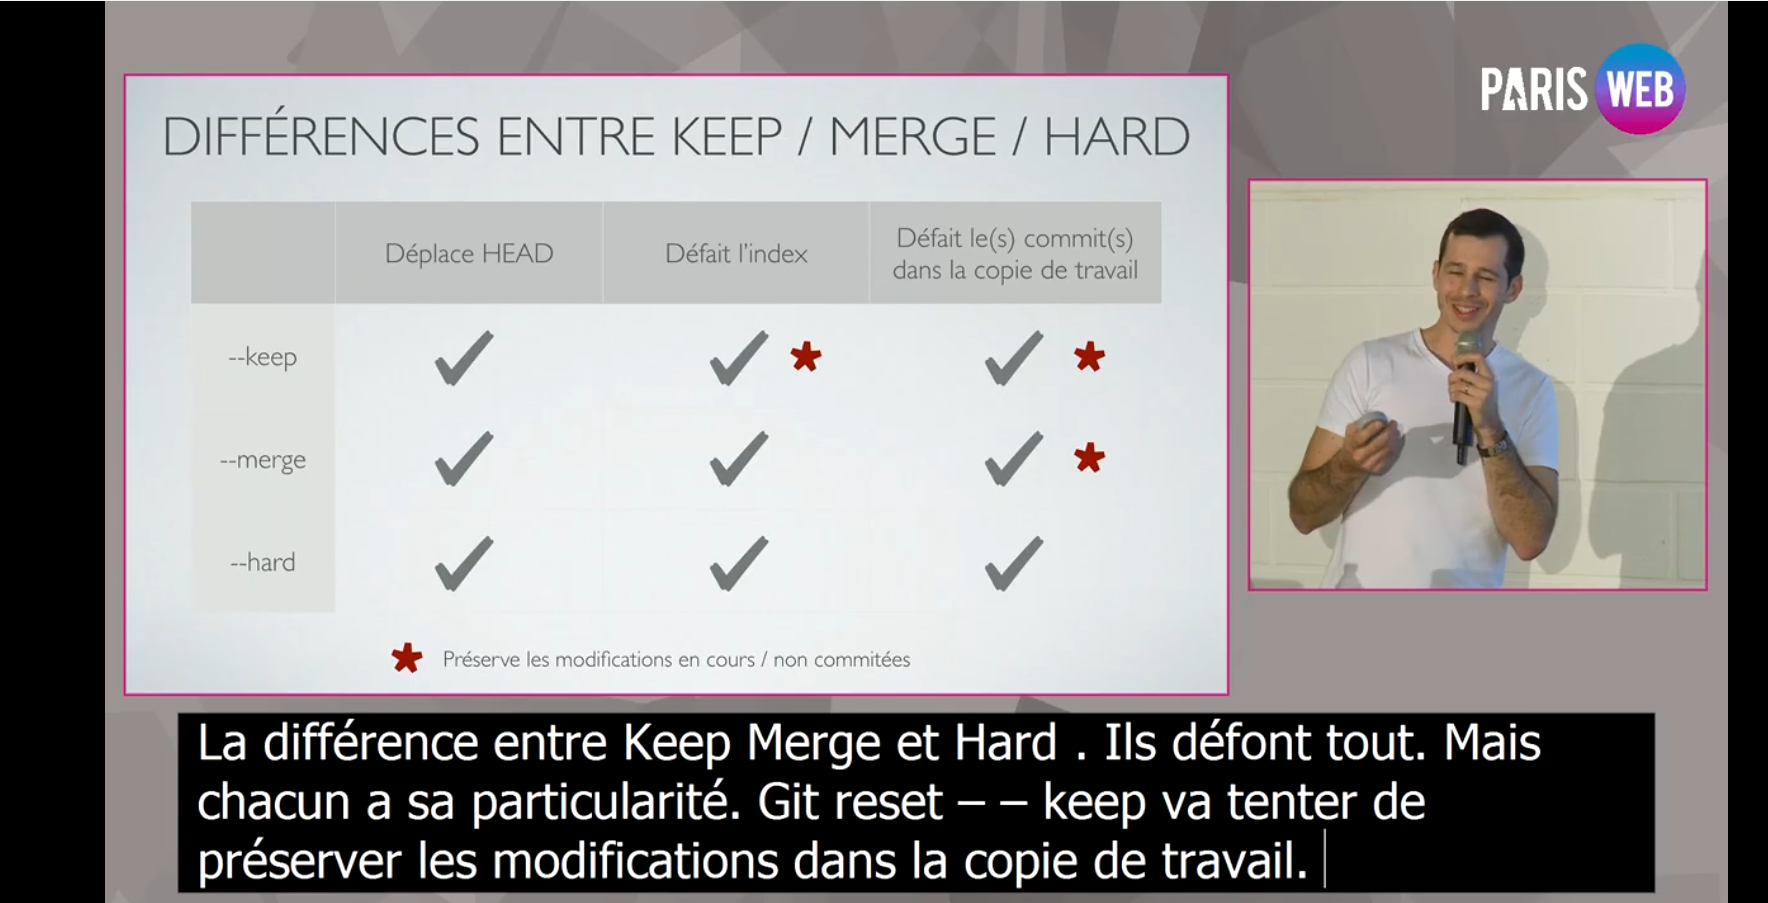 PARIS WEB
DIFFÉRENCES ENTRE KEEP / MERGE / HARD
Déplace HEAD
Défait l'index
Défait le(s) commit(s)
dans la copie de travail
--keep
--merge
--hard
Préserve les modifications en cours / non commitées
La différence entre Keep Merge et Hard . Ils défont tout. Mais
chacun a sa particularité. Git reset – – keep va tenter de
préserver les modifications dans la copie de travail.